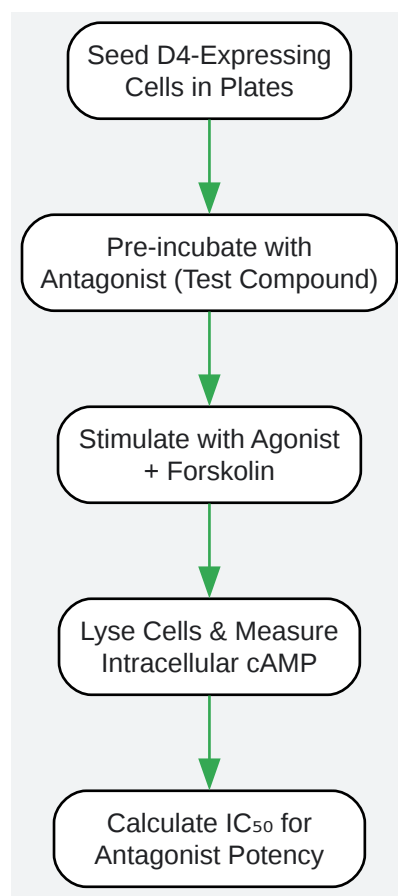 Seed D4-Expressing
Cells in Plates
Pre-incubate with
Antagonist (Test Compound)
Stimulate with Agonist
+ Forskolin
Lyse Cells & Measure
Intracellular cAMP
Calculate IC₅₀ for
Antagonist Potency